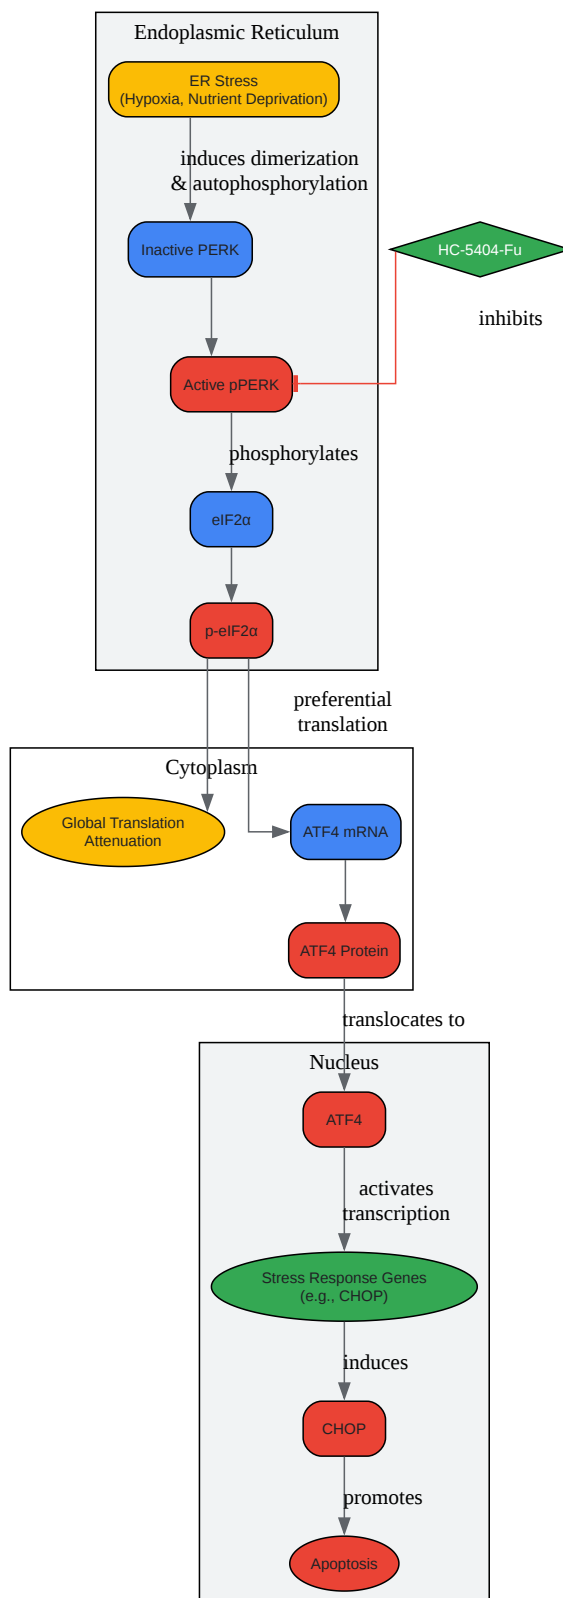 Endoplasmic Reticulum
ER Stress
(Hypoxia, Nutrient Deprivation)
induces dimerization
& autophosphorylation
Inactive PERK
HC-5404-Fu
inhibits
Active pPERK
phosphorylates
eIF2α
p-eIF2α
preferential
translation
Cytoplasm
Global Translation
Attenuation
ATF4 mRNA
ATF4 Protein
translocates to
Nucleus
ATF4
activates
transcription
Stress Response Genes
(e.g., CHOP)
induces
CHOP
promotes
Apoptosis